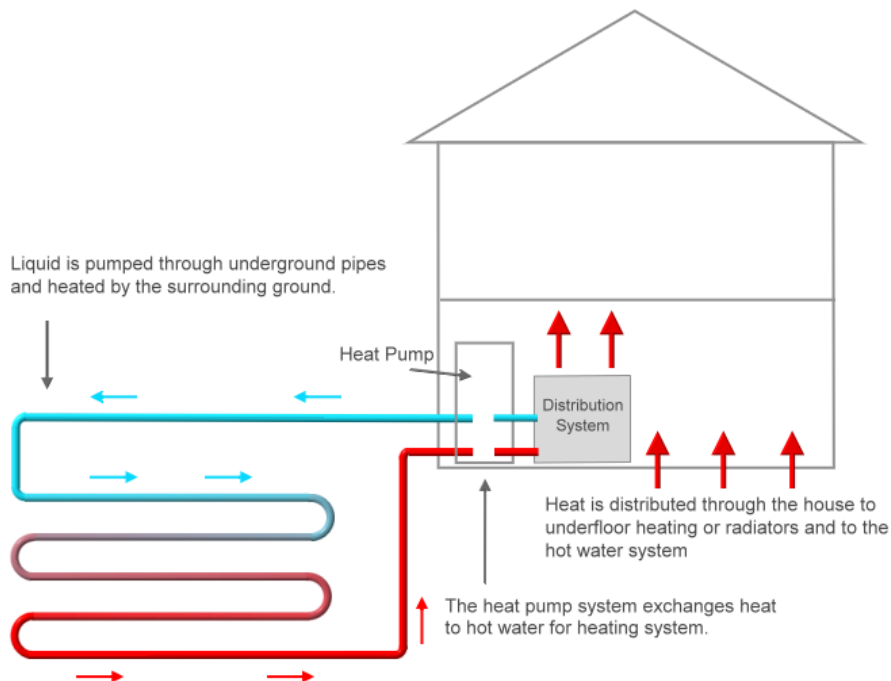 Liquid is pumped through underground pipes
and heated by the surrounding ground.
Heat Pump
Distribution
System
Heat is distributed through the house to
underfloor heating or radiators and to the
hot water system
The heat pump system exchanges heat
to hot water for heating system.